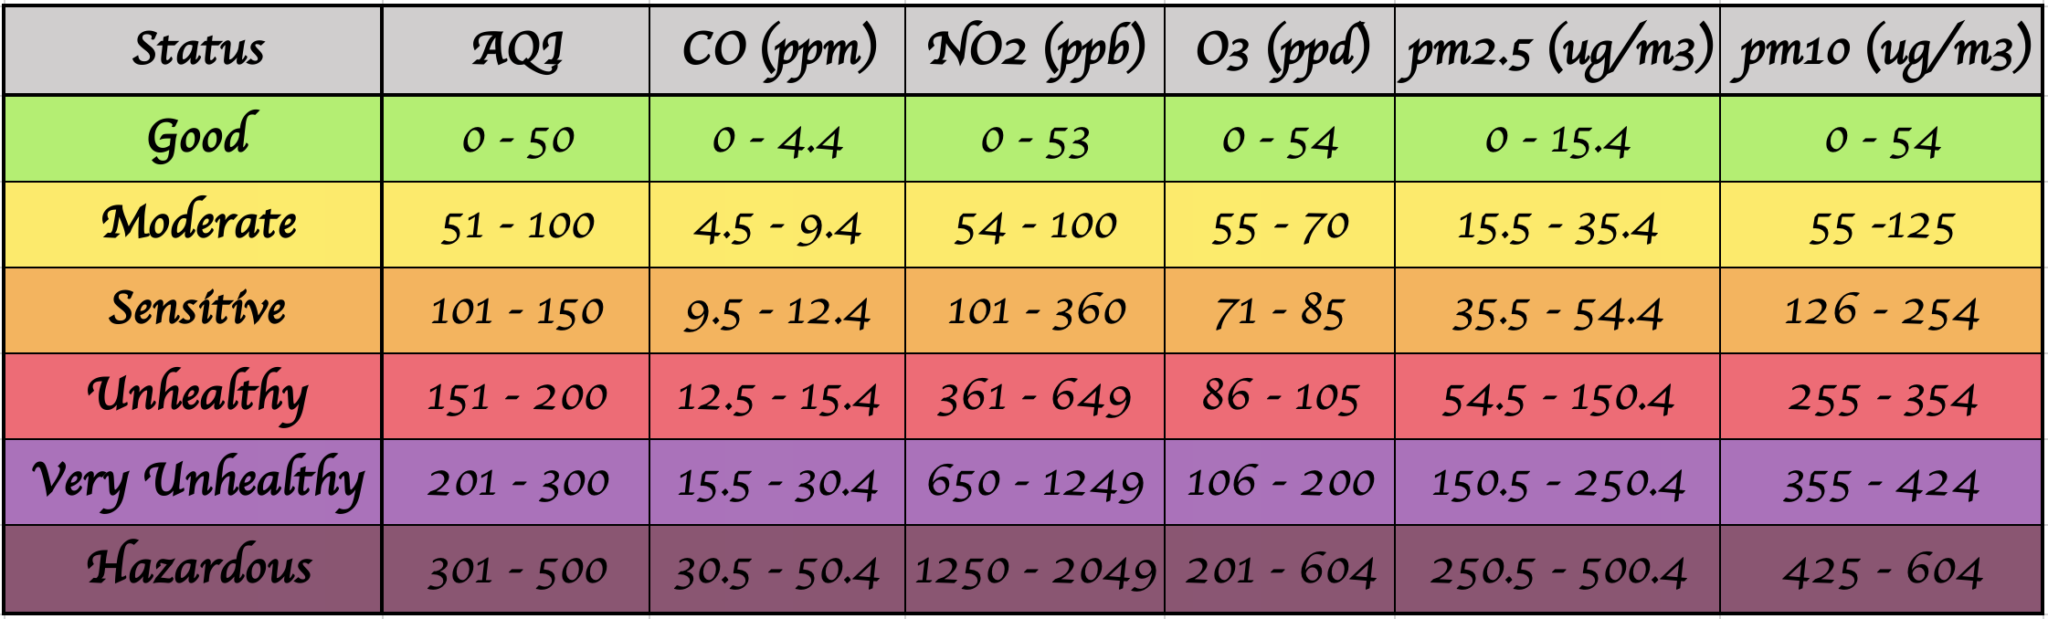 Status AQI CO (ppm) NO2 (ppb) O3 (ppd) pm2.5 (ug/m3) pm10 (ug/m3)
Good 0 - 50 0 - 4.4 0 - 53 0 - 54 0 - 15.4 0 - 54
Moderate 51 - 100 4.5 - 9.4 54 - 100 55 - 70 15.5 - 35.4 55 -125
Sensitive 101 - 150 9.5 - 12.4 101 - 360 71 - 85 35.5 - 54.4 126 - 254
Unhealthy 151 - 200 12.5 - 15.4 361 - 649 86 - 105 54.5 - 150.4 255 - 354
Very Unhealthy 201 - 300 15.5 - 30.4 650 - 1249 106 - 200 150.5 - 250.4 355 - 424
Hazardous 301 - 500 30.5 - 50.4 1250 - 2049 201 - 604 250.5 - 500.4 425 - 604